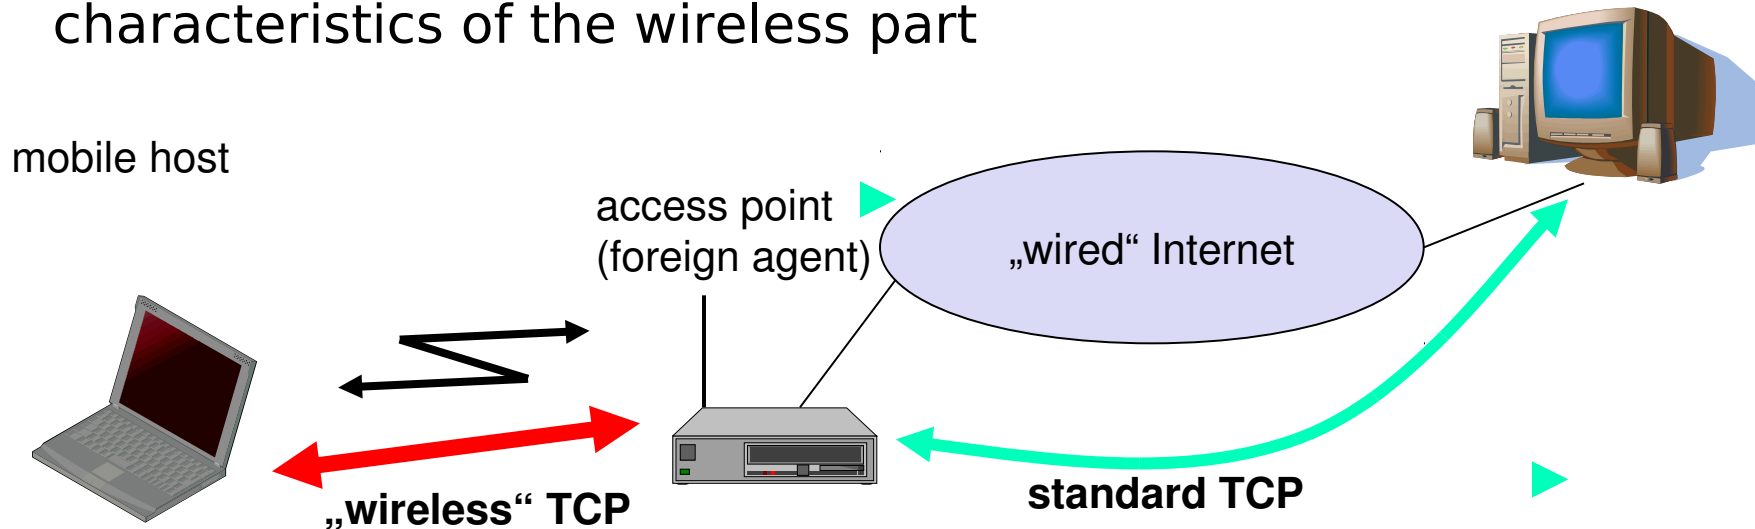 characteristics of the wireless part
mobile host
access point
(foreign agent)
„wired“ Internet
„wireless“ TCP
standard TCP